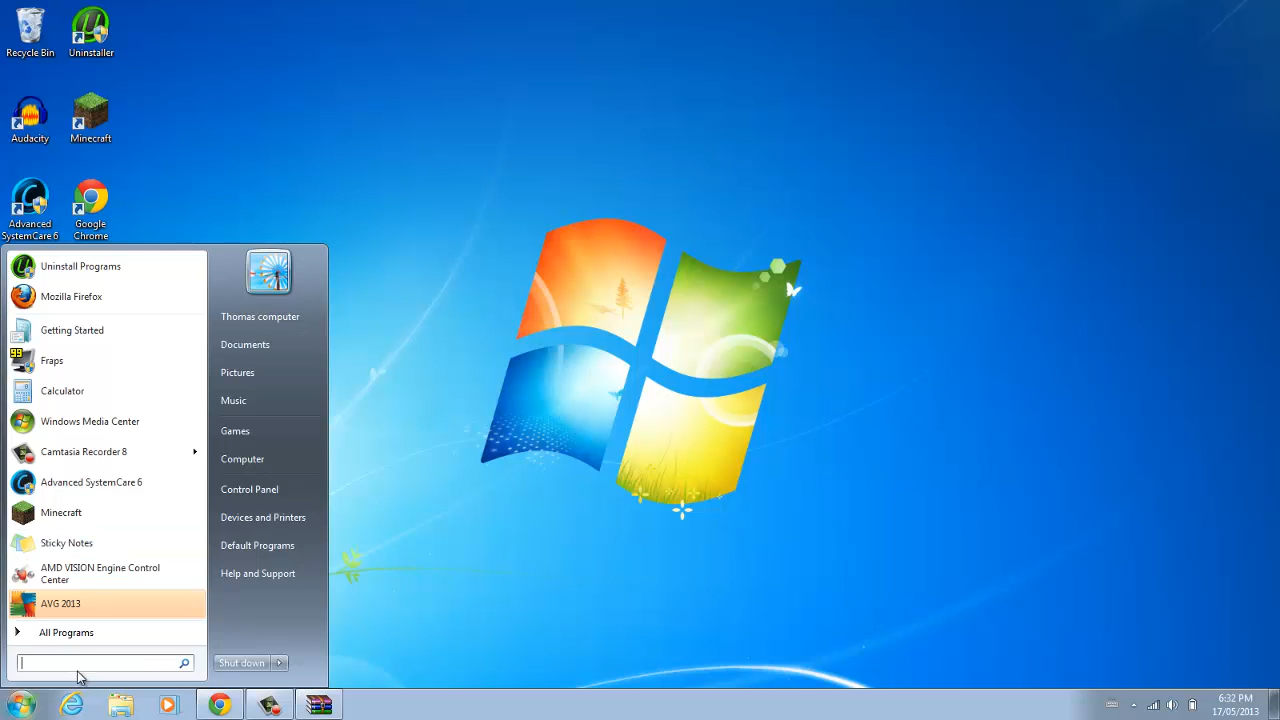 Recycle Bin
Uninstaller
Audacity
Minecraft
Advanced
SystemCare 6
Google
Chrome
Uninstall Programs
Mozilla Firefox
Getting Started
99
Fraps
Calculator
Windows Media Center
Camtasia Recorder 8
Advanced SystemCare 6
Minecraft
Sticky Notes
AMD VISION Engine Control
Center
AVG 2013
All Programs
Thomas computer
Documents
Pictures
Music
Games
Computer
Control Panel
Devices and Printers
Default Programs
Help and Support
Shut down
6:32 PM
17/05/2013